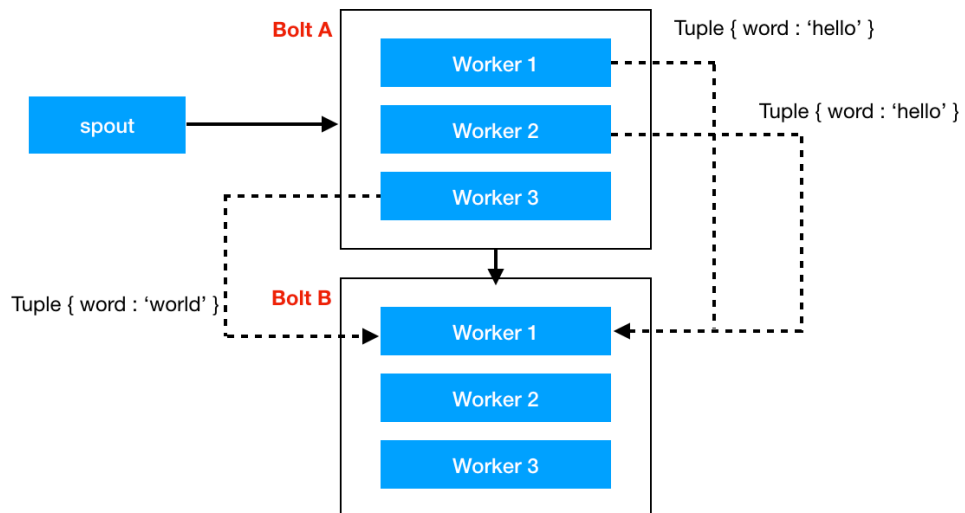 Bolt A
Tuple { word : ‘hello’ }
Worker 1
Tuple { word : ‘hello’ }
spout
Worker 2
Worker 3
Bolt B
Tuple { word : ‘world’ }
Worker 1
Worker 2
Worker 3